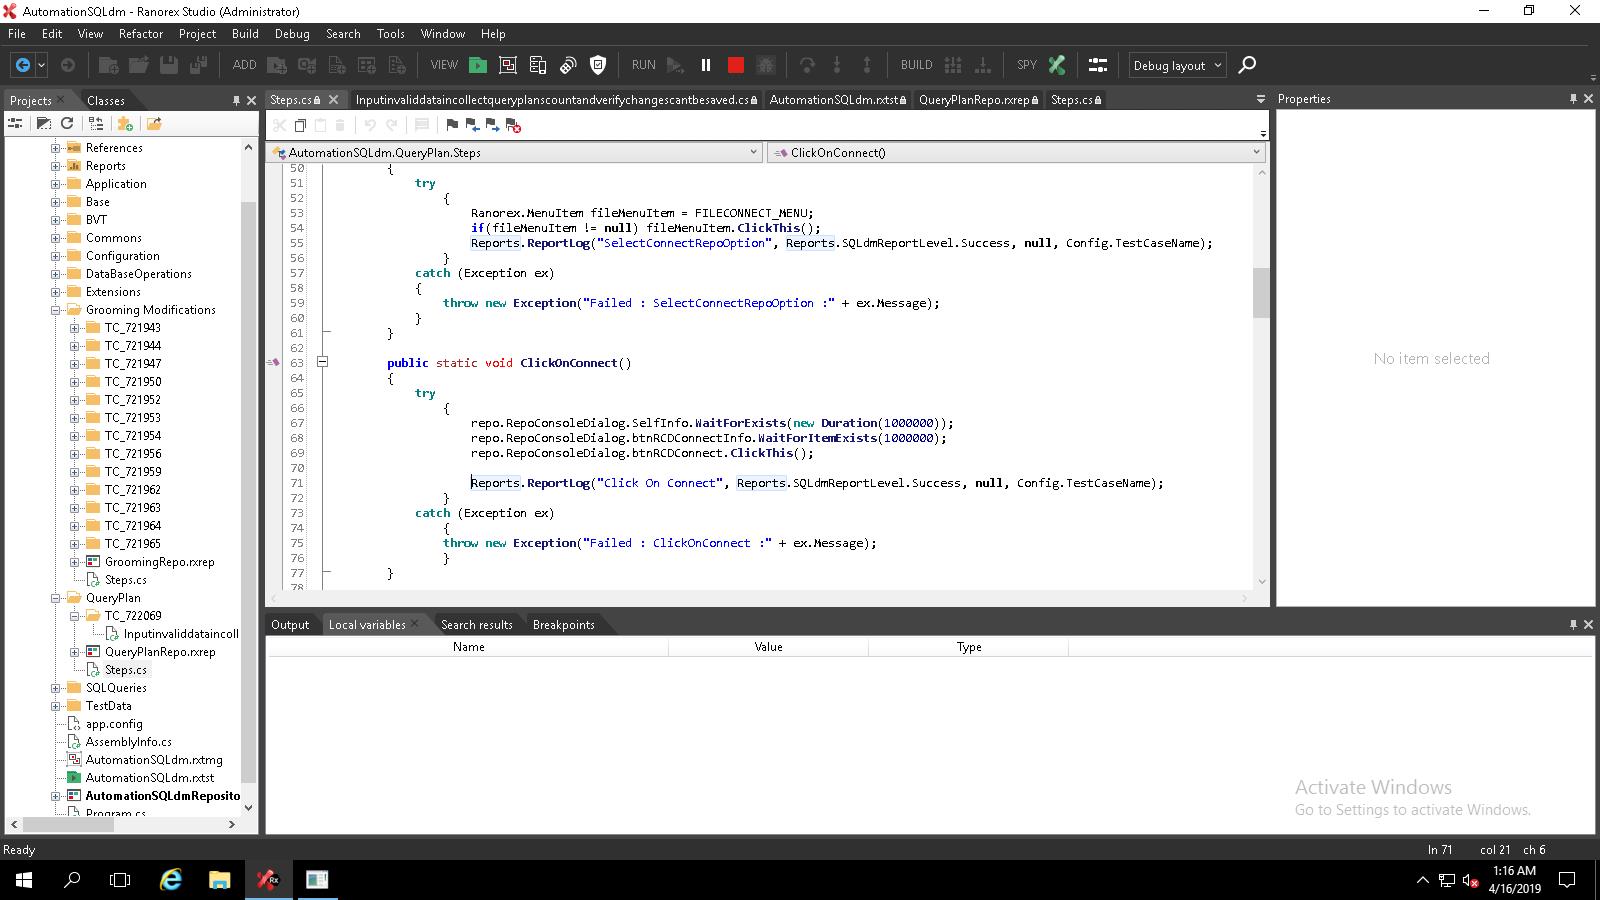 AutomationSQLdm - Ranorex Studio (Administrator)
File Edit View Refactor Project Build Debug Search Tools Window Help
ADD VIEW RUN BUILD SPY Debug layout
Projects Classes
Steps.cs Inputinvaliddataincollectqueryplanscountandverifychangescantbesaved.cs AutomationSQLdm.rxtst QueryPlanRepo.rxrep Steps.cs
Properties
AutomationSQLdm.QueryPlan.Steps ClickOnConnect()
References
Reports
Application
Base
BVT
Commons
Configuration
DataBaseOperations
Extensions
Grooming Modifications
TC_721943
TC_721944
TC_721947
TC_721950
TC_721952
TC_721953
TC_721954
TC_721956
TC_721959
TC_721962
TC_721963
TC_721964
TC_721965
GroomingRepo.rxrep
Steps.cs
QueryPlan
TC_722069
Inputinvaliddataincoll
QueryPlanRepo.rxrep
Steps.cs
SQLQueries
TestData
app.config
AssemblyInfo.cs
AutomationSQLdm.rxtmg
AutomationSQLdm.rxtst
AutomationSQLdmReposito
Program.cs
50 {
51 try
52 {
53 Ranorex.MenuItem fileMenuItem = FILECONNECT_MENU;
54 if(fileMenuItem != null) fileMenuItem.ClickThis();
55 Reports.ReportLog("SelectConnectRepoOption", Reports.SQLdmReportLevel.Success, null, Config.TestCaseName);
56 }
57 catch (Exception ex)
58 {
59 throw new Exception("Failed : SelectConnectRepoOption :" + ex.Message);
60 }
61 }
62
63 public static void ClickOnConnect()
64 {
65 try
66 {
67 repo.RepoConsoleDialog.SelfInfo.WaitForExists(new Duration(1000000));
68 repo.RepoConsoleDialog.btnRCDConnectInfo.WaitForItemExists(1000000);
69 repo.RepoConsoleDialog.btnRCDConnect.ClickThis();
70
71 Reports.ReportLog("Click On Connect", Reports.SQLdmReportLevel.Success, null, Config.TestCaseName);
72 }
73 catch (Exception ex)
74 {
75 throw new Exception("Failed : ClickOnConnect :" + ex.Message);
76 }
77 }
78
No item selected
Output Local variables Search results Breakpoints
Name Value Type
Activate Windows
Go to Settings to activate Windows.
Ready ln 71 col 21 ch 6
1:16 AM
4/16/2019